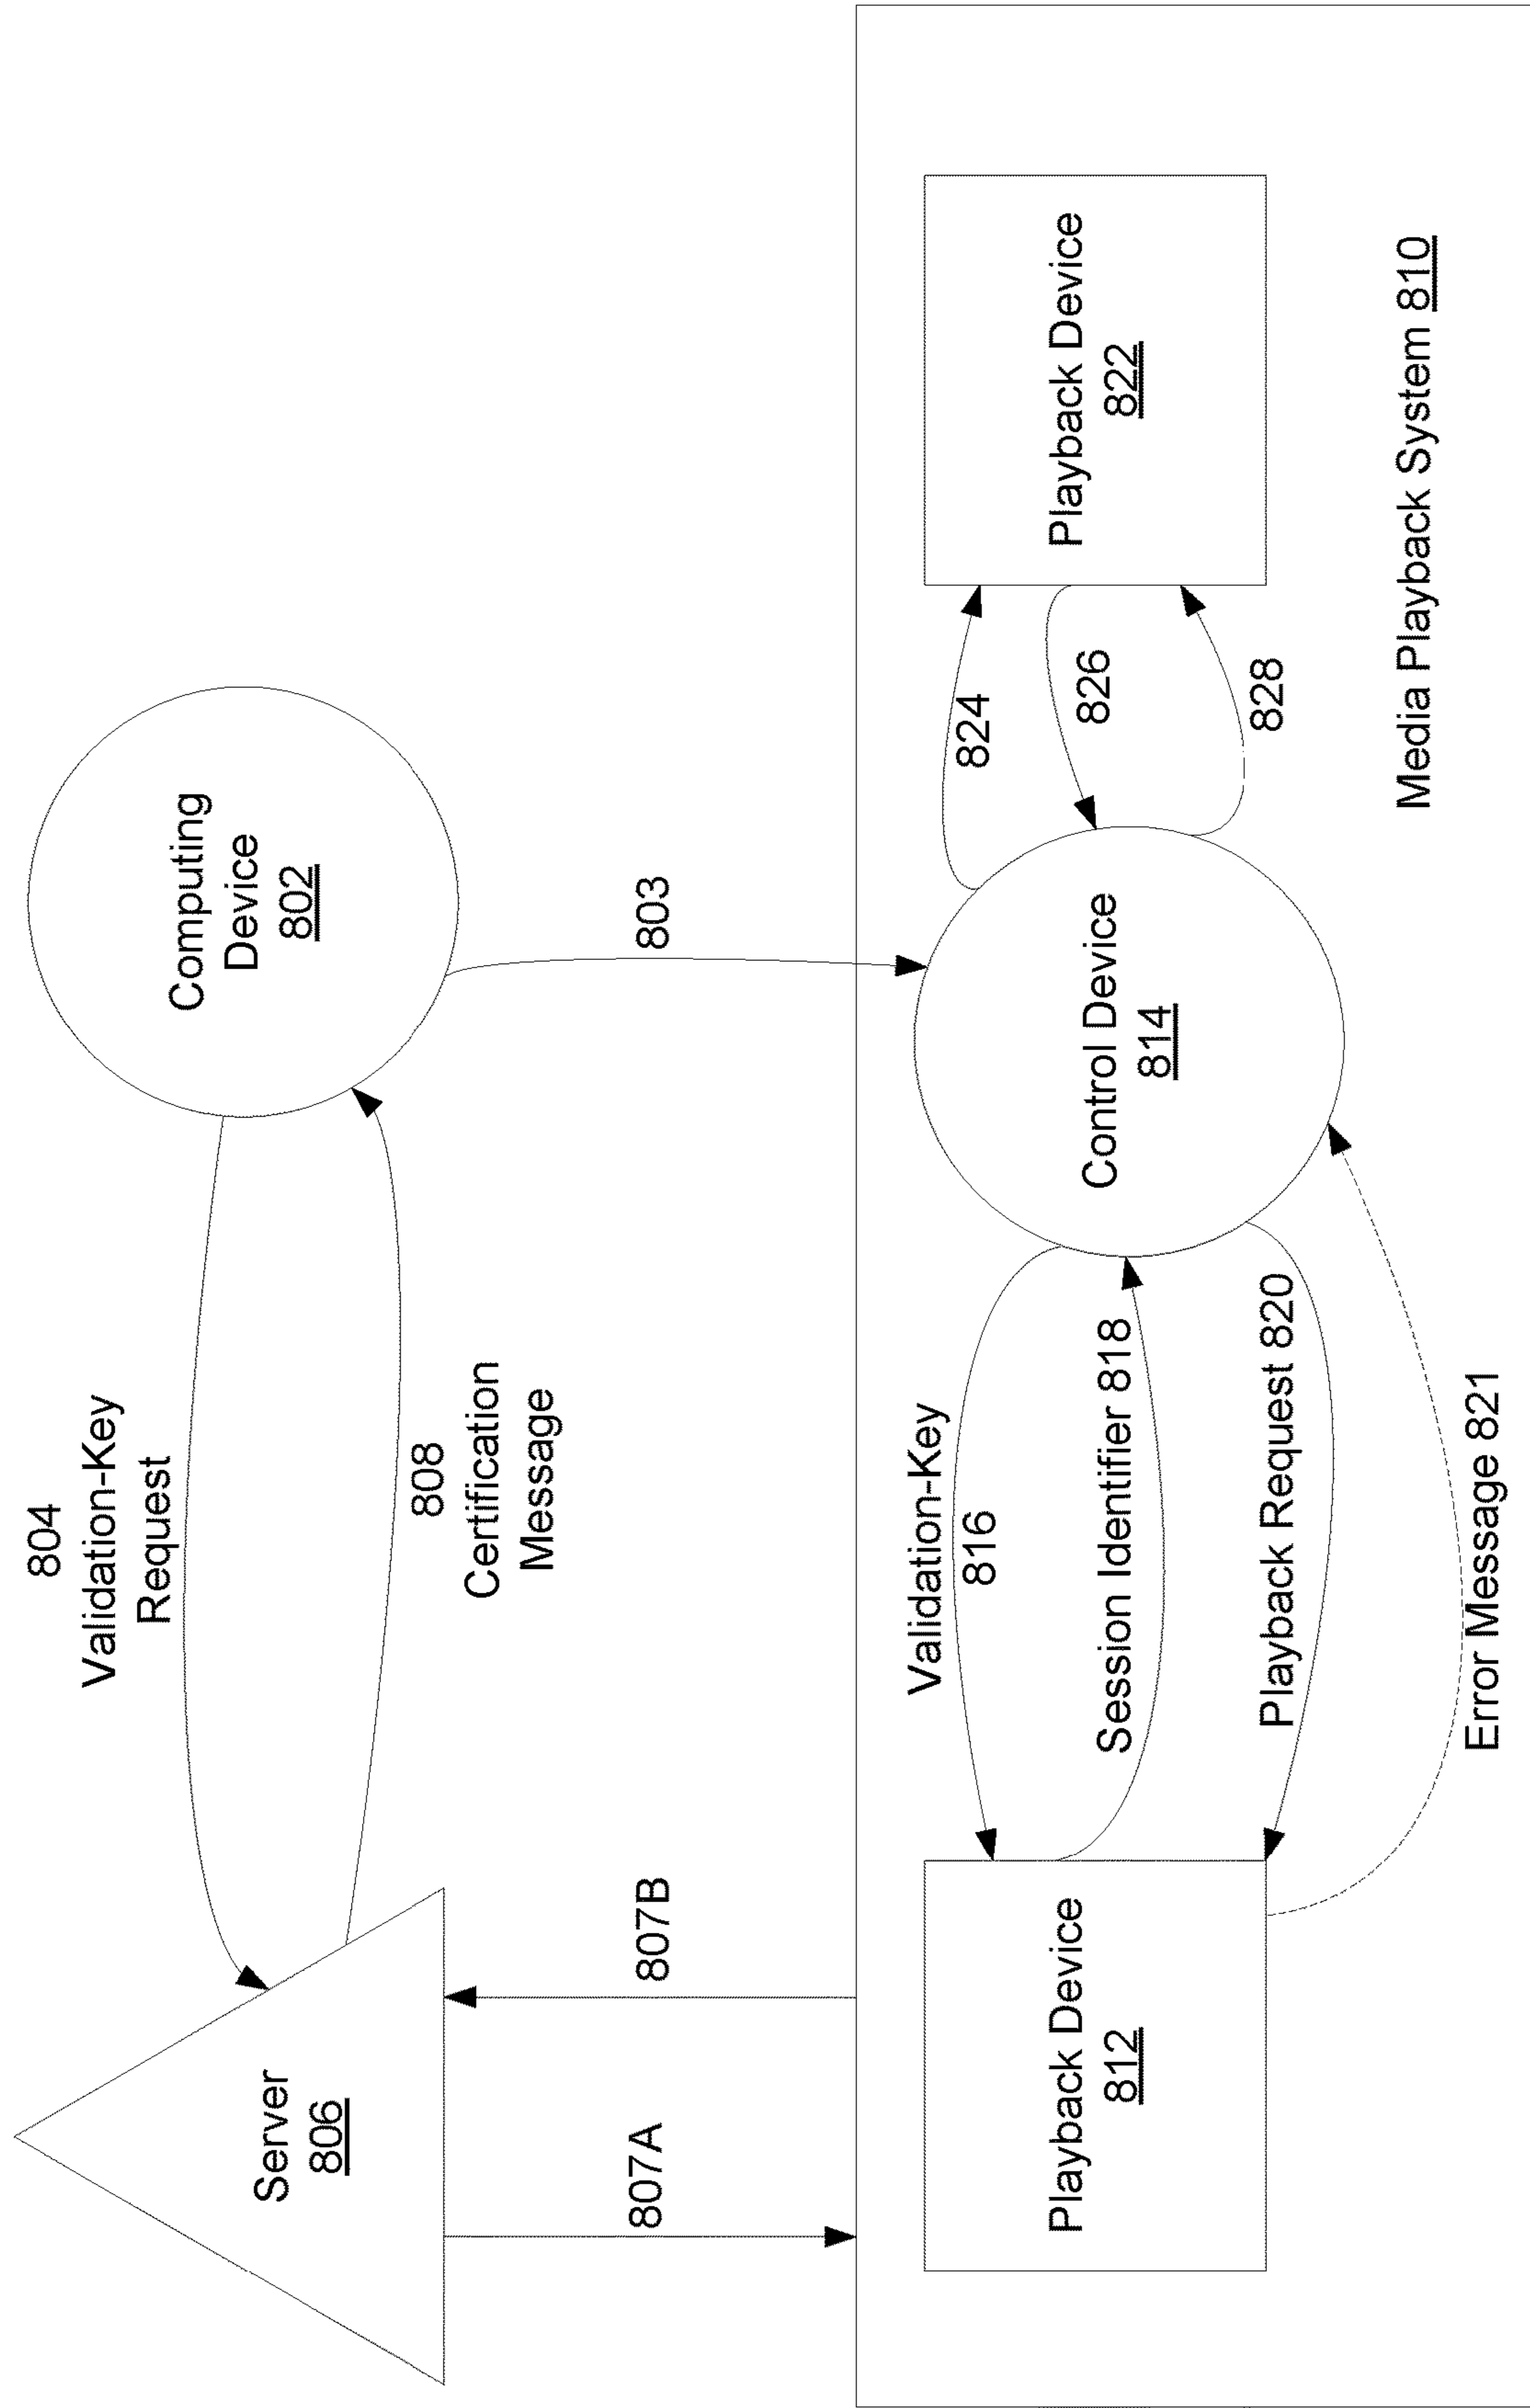 804
Validation-Key
Request
Computing
Device
802
Server
806
808
Certification
Message
807A
807B
803
Validation-Key
816
824
Playback Device
812
Session Identifier 818
Control Device
814
826
Playback Device
822
Playback Request 820
828
Error Message 821
Media Playback System 810